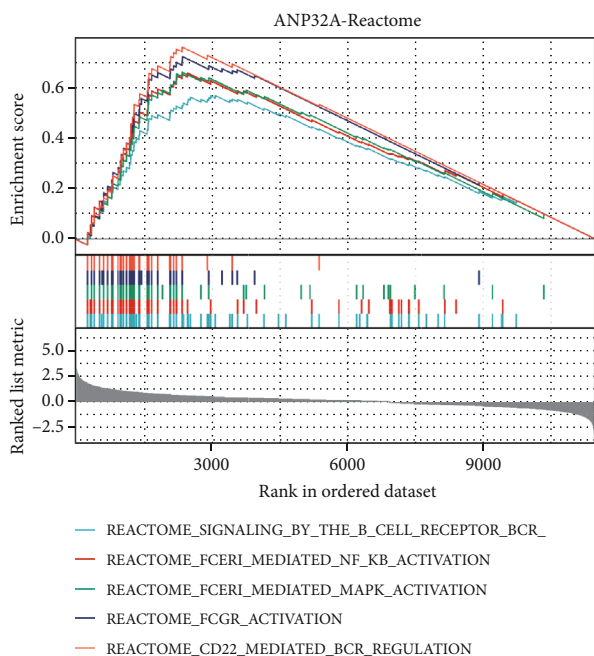 ANP32A-Reactome
Enrichment score
0.6
0.4
0.2
0.0
Ranked list metric
5.0
2.5
0.0
−2.5
3000 6000 9000
Rank in ordered dataset
REACTOME_SIGNALING_BY_THE_B_CELL_RECEPTOR_BCR_
REACTOME_FCERI_MEDIATED_NF_KB_ACTIVATION
REACTOME_FCERI_MEDIATED_MAPK_ACTIVATION
REACTOME_FCGR_ACTIVATION
REACTOME_CD22_MEDIATED_BCR_REGULATION